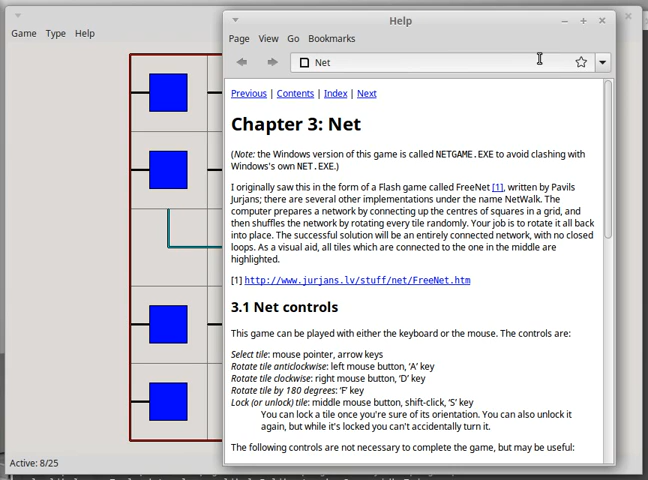 Help
Game Type Help
Page View Go Bookmarks
Net
Previous | Contents | Index | Next
Chapter 3: Net
(Note: the Windows version of this game is called NETGAME.EXE to avoid clashing with
Windows's own NET.EXE.)
I originally saw this in the form of a Flash game called FreeNet [1], written by Pavils
Jurjans; there are several other implementations under the name NetWalk. The
computer prepares a network by connecting up the centres of squares in a grid, and
then shuffles the network by rotating every tile randomly. Your job is to rotate it all back
into place. The successful solution will be an entirely connected network, with no closed
loops. As a visual aid, all tiles which are connected to the one in the middle are
highlighted.
[1] http://www.jurjans.lv/stuff/net/FreeNet.htm
3.1 Net controls
This game can be played with either the keyboard or the mouse. The controls are:
Select tile: mouse pointer, arrow keys
Rotate tile anticlockwise: left mouse button, ‘A’ key
Rotate tile clockwise: right mouse button, ‘D’ key
Rotate tile by 180 degrees: ‘F’ key
Lock (or unlock) tile: middle mouse button, shift-click, ‘S’ key
You can lock a tile once you're sure of its orientation. You can also unlock it
again, but while it's locked you can't accidentally turn it.
The following controls are not necessary to complete the game, but may be useful:
Active: 8/25